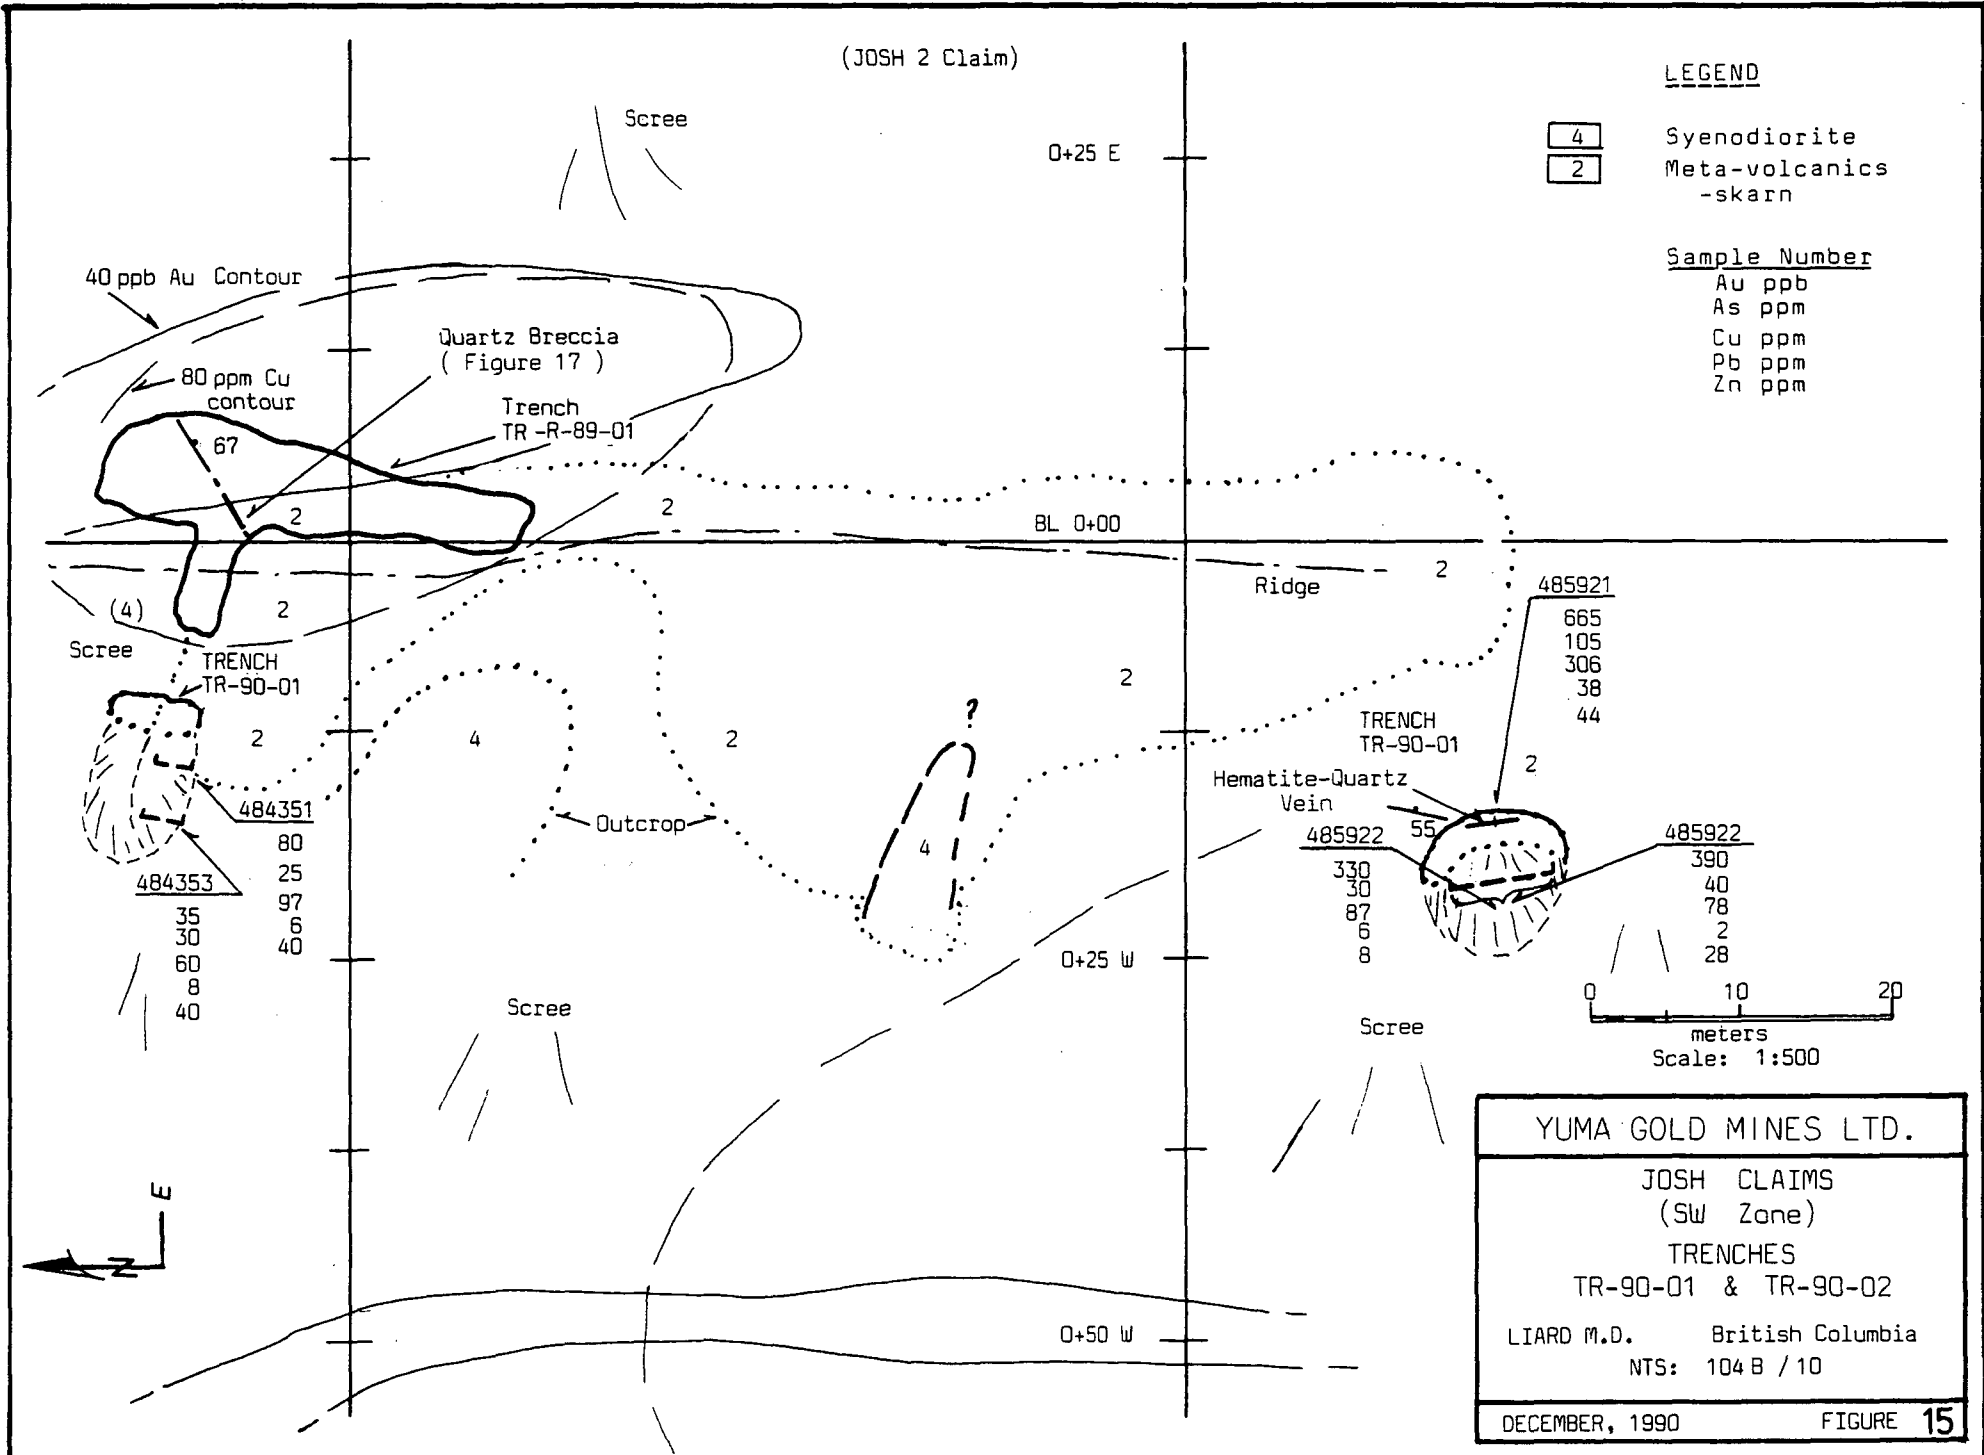 (JOSH 2 Claim)
LEGEND
4 Syenodiorite
2 Meta-volcanics
-skarn
Sample Number
Au ppb
As ppm
Cu ppm
Pb ppm
Zn ppm
Scree
0+25 E
40 ppb Au Contour
Quartz Breccia
( Figure 17 )
80 ppm Cu
contour
Trench
TR-R-89-01
67
2
2
BL 0+00
Ridge
2
(4)
2
Scree
TRENCH
TR-90-01
2
4
2
2
?
4
Outcrop
484351
80
25
97
6
40
484353
35
30
60
8
40
485921
665
105
306
38
44
TRENCH
TR-90-01
2
Hematite-Quartz
Vein
55
485922
330
30
87
6
8
485922
390
40
78
2
28
0+25 W
Scree
Scree
0 10 20
meters
Scale: 1:500
E
N
0+50 W
YUMA GOLD MINES LTD.
JOSH CLAIMS
(SW Zone)
TRENCHES
TR-90-01 & TR-90-02
LIARD M.D. British Columbia
NTS: 104 B / 10
DECEMBER, 1990 FIGURE 15